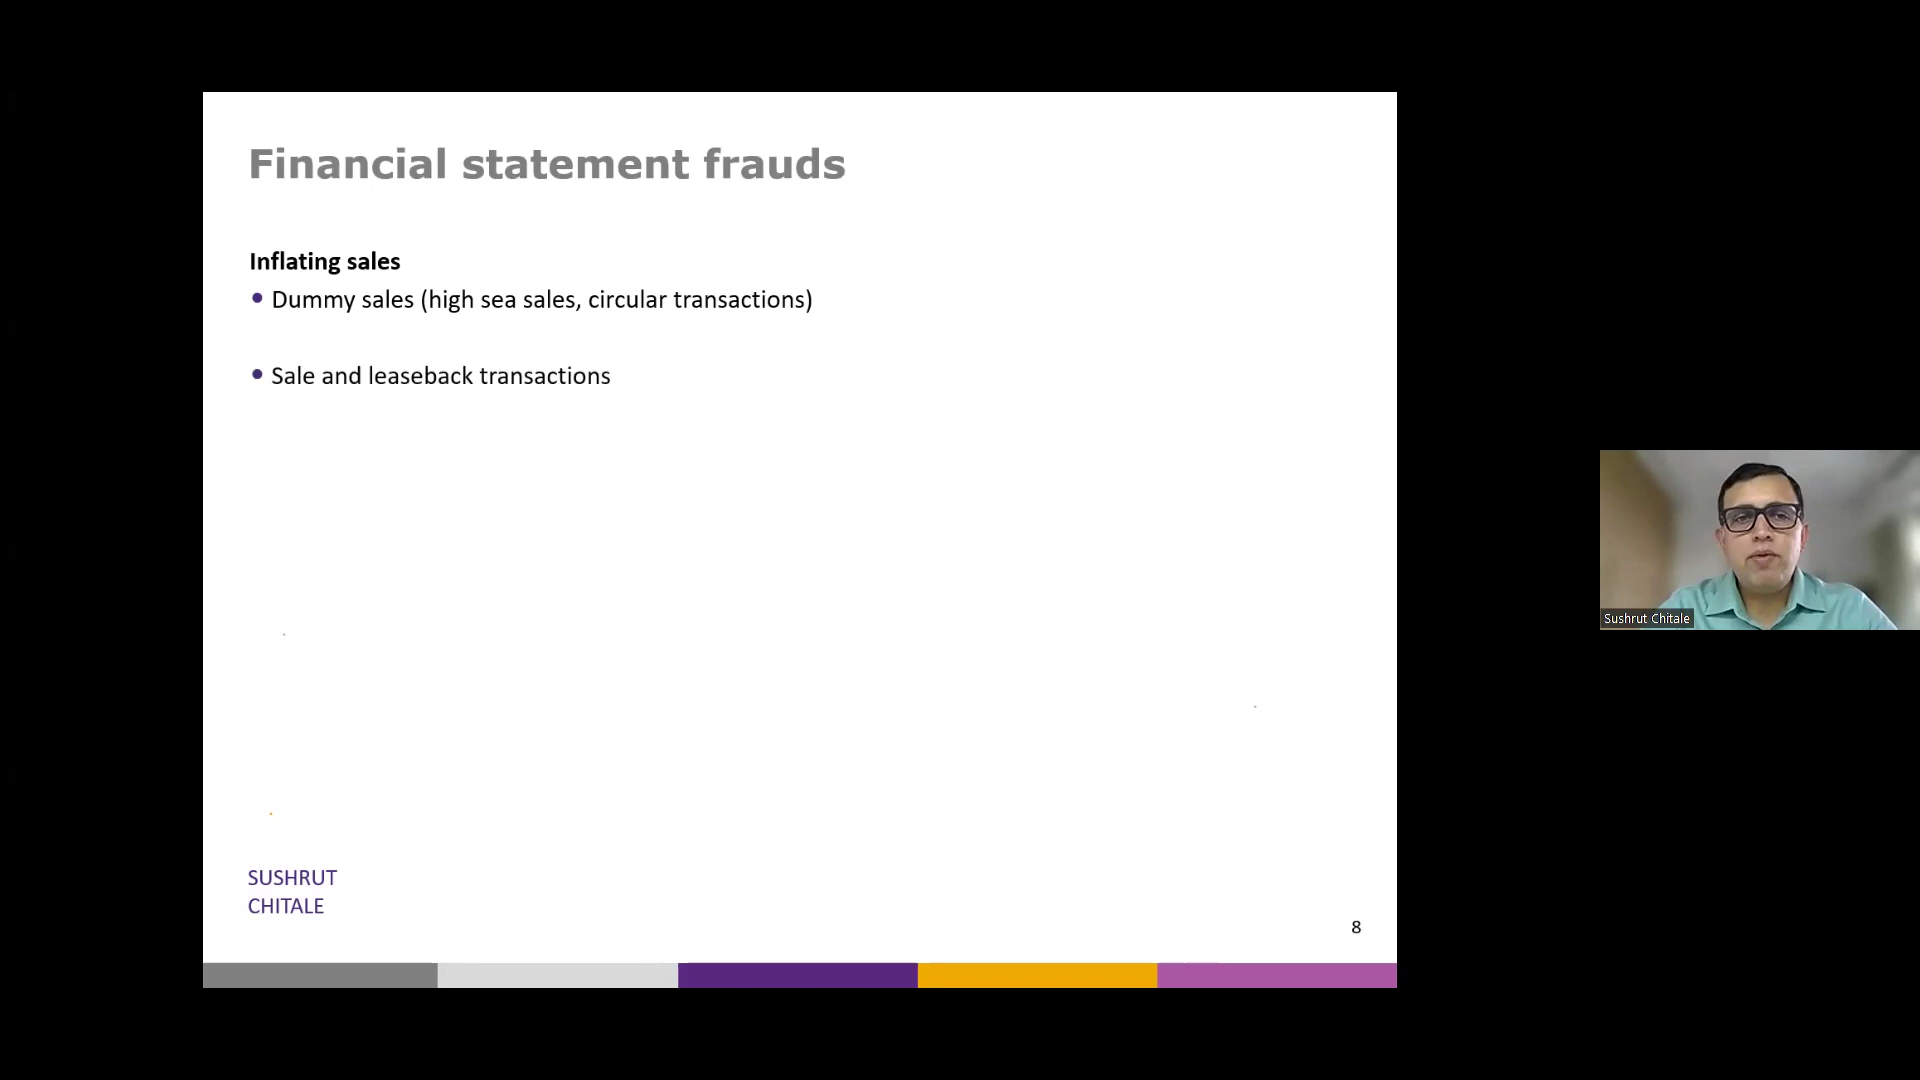 Financial statement frauds
Inflating sales
• Dummy sales (high sea sales, circular transactions)
• Sale and leaseback transactions
SUSHRUT
CHITALE
8
Sushrut Chitale